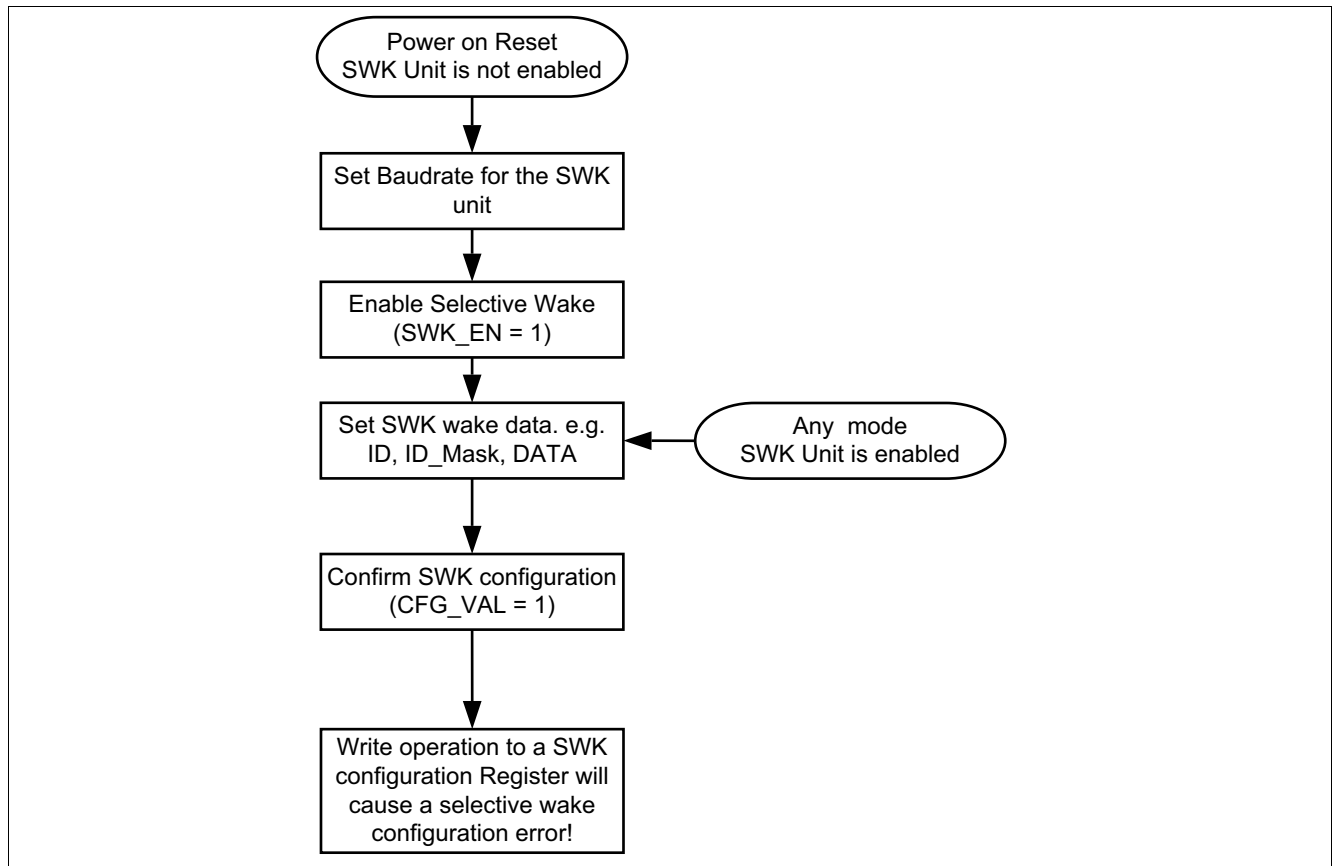 Power on Reset
SWK Unit is not enabled
Set Baudrate for the SWK
unit
Enable Selective Wake
(SWK_EN = 1)
Set SWK wake data. e.g.
ID, ID_Mask, DATA
Any mode
SWK Unit is enabled
Confirm SWK configuration
(CFG_VAL = 1)
Write operation to a SWK
configuration Register will
cause a selective wake
configuration error!